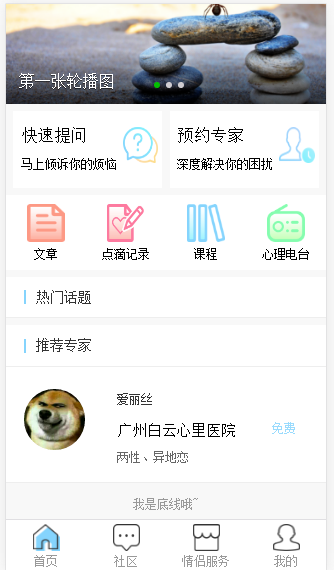 第一张轮播图
快速提问
预约专家
马上倾诉你的烦恼
深度解决你的困扰
文章
点滴记录
课程
心理电台
热门话题
推荐专家
爱丽丝
广州白云心里医院
免费
两性、异地恋
我是底线哦~
首页
社区
情侣服务
我的